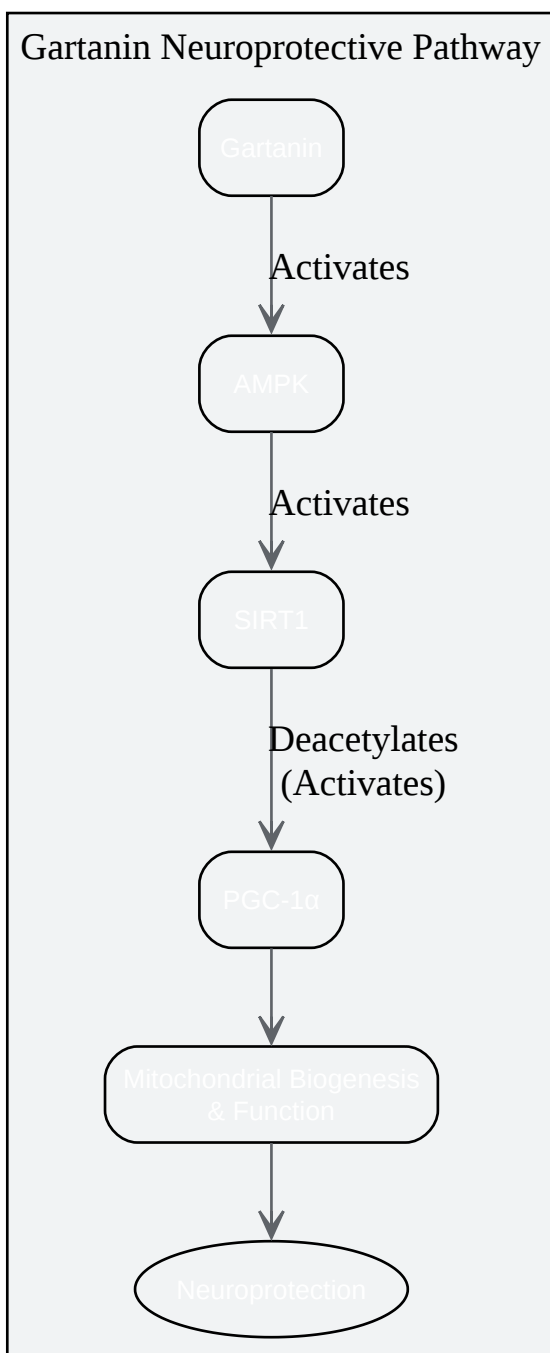 Gartanin Neuroprotective Pathway
Gartanin
Activates
AMPK
Activates
SIRT1
Deacetylates
(Activates)
PGC-1α
Mitochondrial Biogenesis
& Function
Neuroprotection